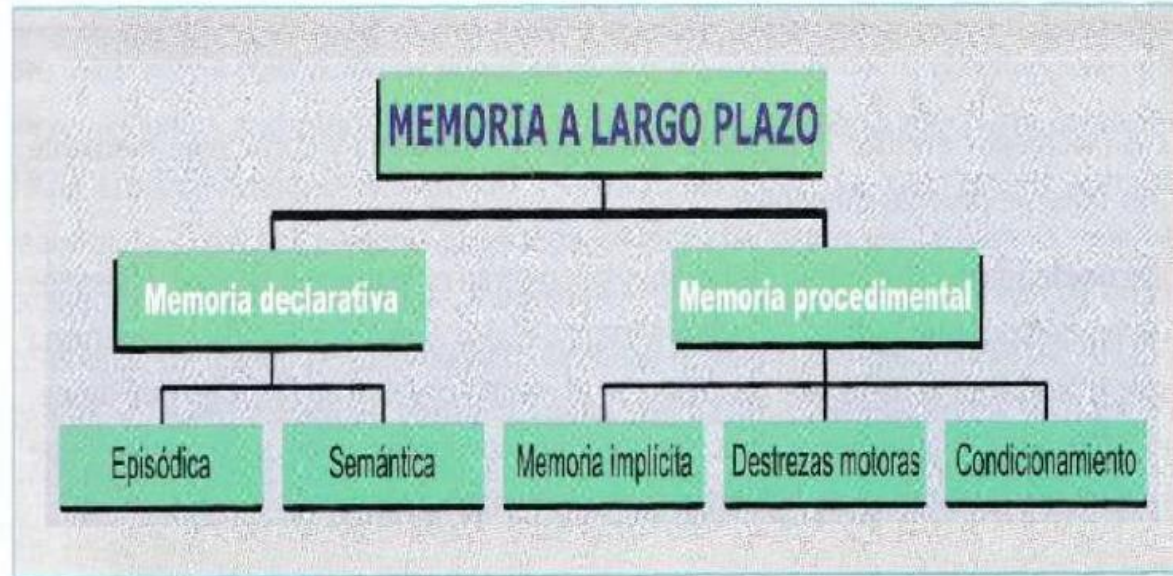 MEMORIA A LARGO PLAZO
Memoria declarativa
Memoria procedimental
Episódica
Semántica
Memoria implícita
Destrezas motoras
Condicionamiento